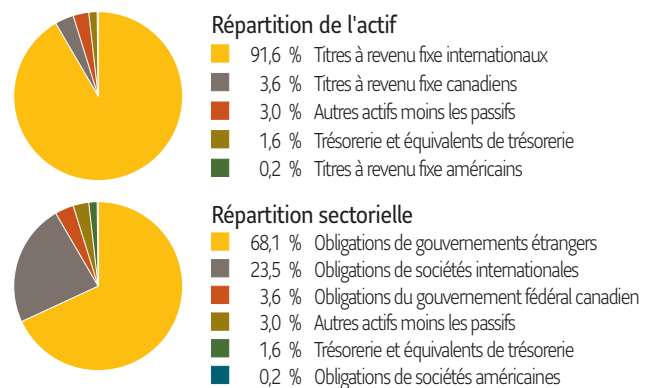 Répartition de l'actif
91,6 % Titres à revenu fixe internationaux
3,6 % Titres à revenu fixe canadiens
3,0 % Autres actifs moins les passifs
1,6 % Trésorerie et équivalents de trésorerie
0,2 % Titres à revenu fixe américains
Répartition sectorielle
68,1 % Obligations de gouvernements étrangers
23,5 % Obligations de sociétés internationales
3,6 % Obligations du gouvernement fédéral canadien
3,0 % Autres actifs moins les passifs
1,6 % Trésorerie et équivalents de trésorerie
0,2 % Obligations de sociétés américaines